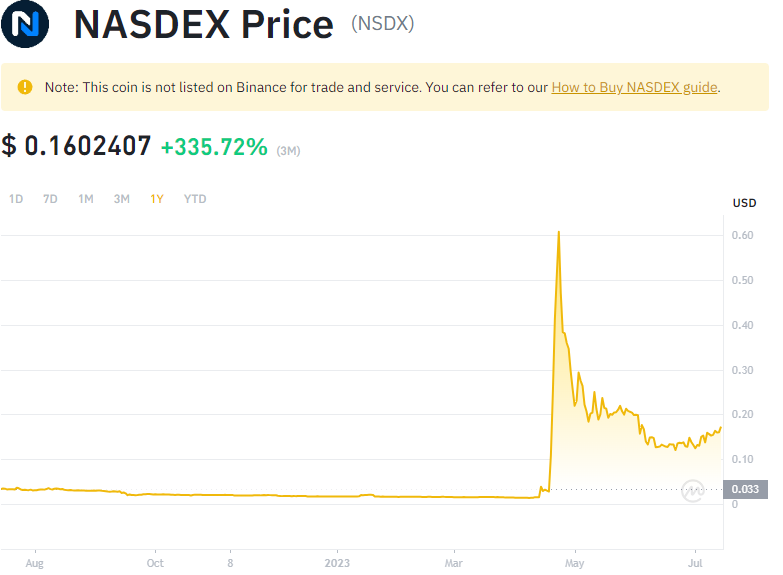 NASDEX Price (NSDX)
Note: This coin is not listed on Binance for trade and service. You can refer to our How to Buy NASDEX guide.
$ 0.1602407 +335.72% (3M)
1D 7D 1M 3M 1Y YTD
USD
0.60
0.50
0.40
0.30
0.20
0.10
0.033
0
Aug Oct 8 2023 Mar May Jul